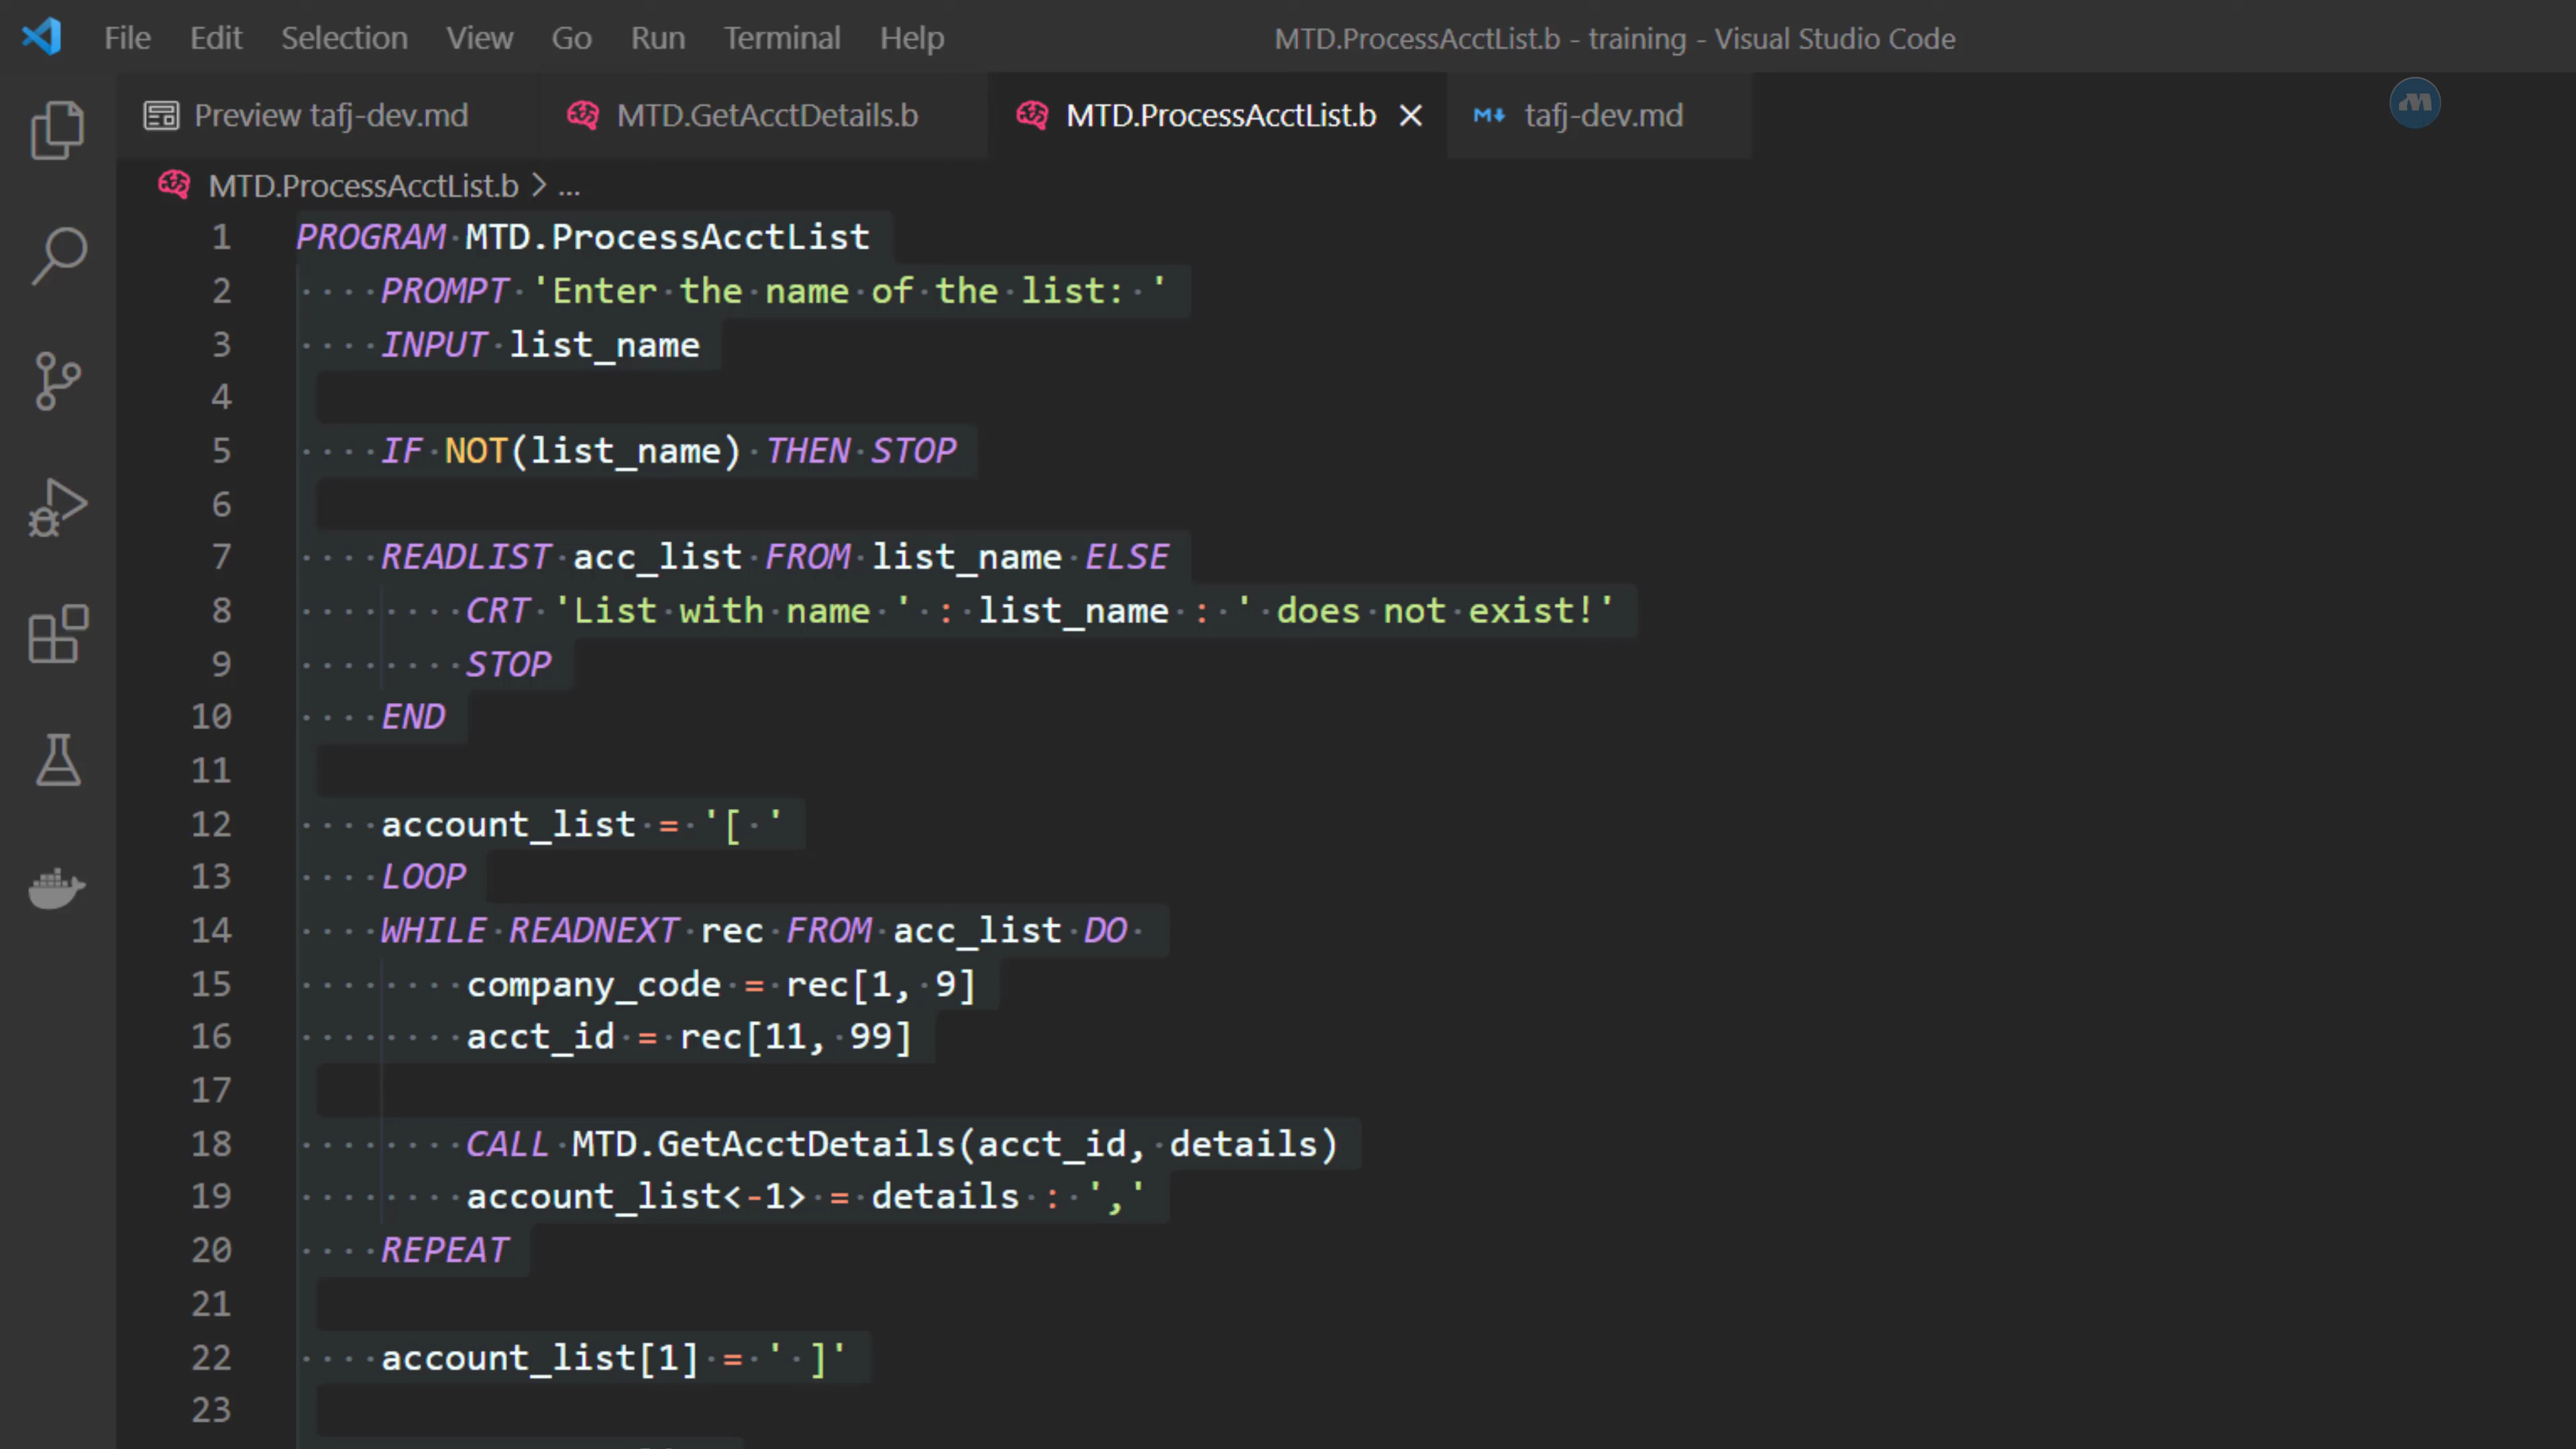 File Edit Selection View Go Run Terminal Help MTD.ProcessAcctList.b - training - Visual Studio Code
Preview tafj-dev.md MTD.GetAcctDetails.b MTD.ProcessAcctList.b tafj-dev.md
MTD.ProcessAcctList.b > ...
1 PROGRAM MTD.ProcessAcctList
2 PROMPT 'Enter the name of the list: '
3 INPUT list_name
4
5 IF NOT(list_name) THEN STOP
6
7 READLIST acc_list FROM list_name ELSE
8 CRT 'List with name ' : list_name : ' does not exist!'
9 STOP
10 END
11
12 account_list = '[ '
13 LOOP
14 WHILE READNEXT rec FROM acc_list DO
15 company_code = rec[1, 9]
16 acct_id = rec[11, 99]
17
18 CALL MTD.GetAcctDetails(acct_id, details)
19 account_list<-1> = details : ','
20 REPEAT
21
22 account_list[1] = ' ]'
23